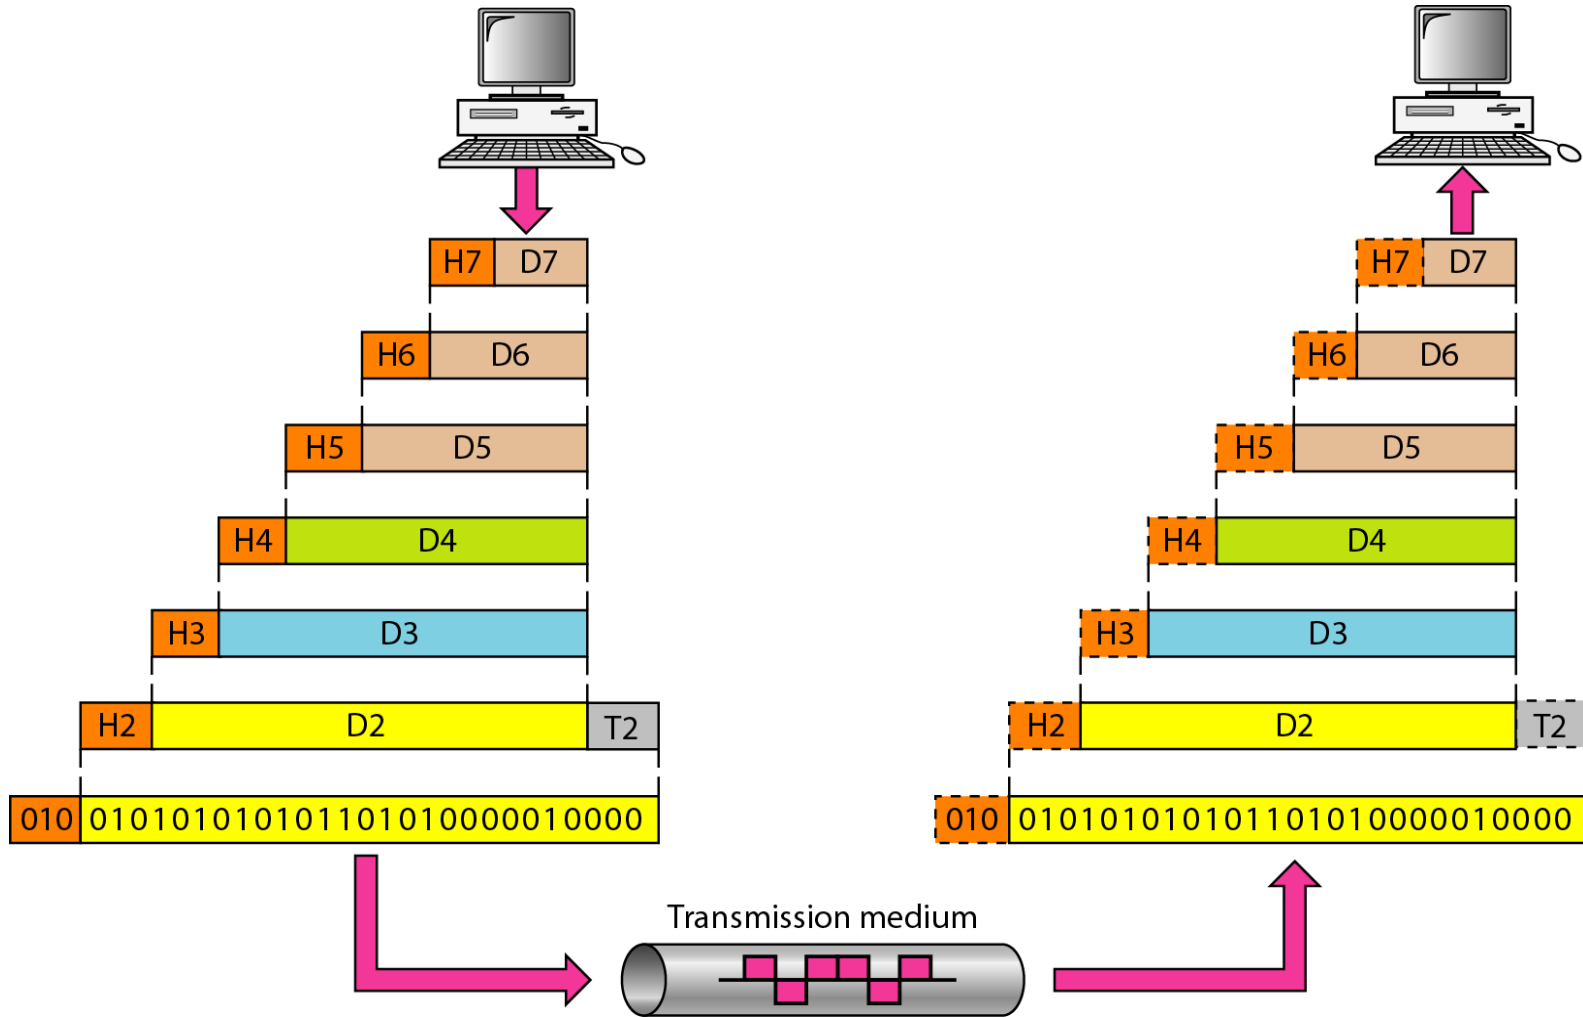 H7 D7
H6 D6
H5 D5
H4 D4
H3 D3
H2 D2 T2
010 010101010101101010000010000
Transmission medium
H7 D7
H6 D6
H5 D5
H4 D4
H3 D3
H2 D2 T2
010 010101010101101010000010000